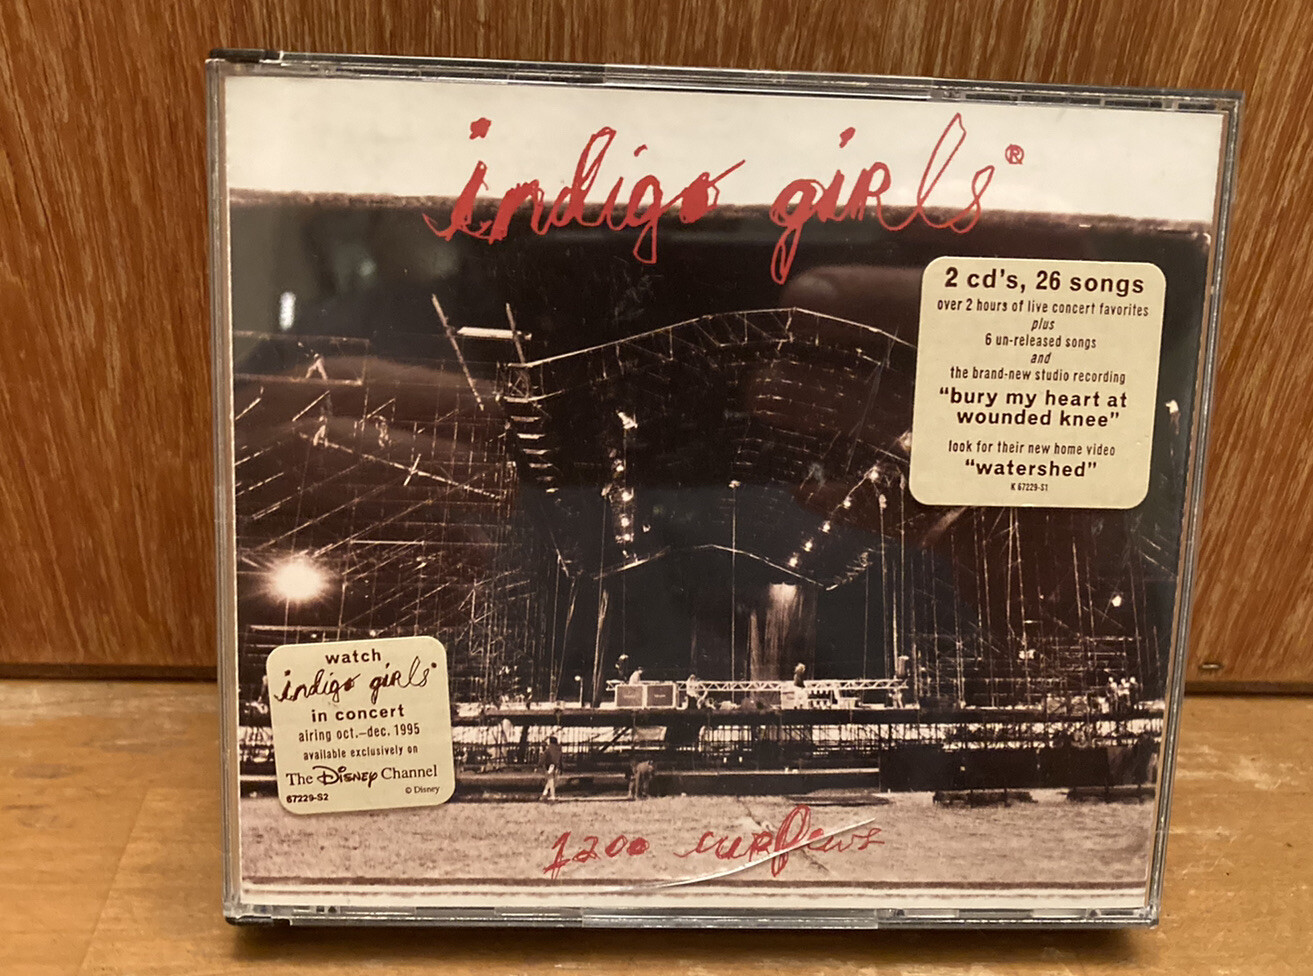 indigo girls®
2 cd's, 26 songs
over 2 hours of live concert favorites
plus
6 un-released songs
and
the brand-new studio recording
“bury my heart at
wounded knee”
look for their new home video
“watershed”
K 67229-S1
watch
indigo girls®
in concert
airing oct.–dec. 1995
available exclusively on
The Disney Channel
67229-S2 © Disney
1200 curfews